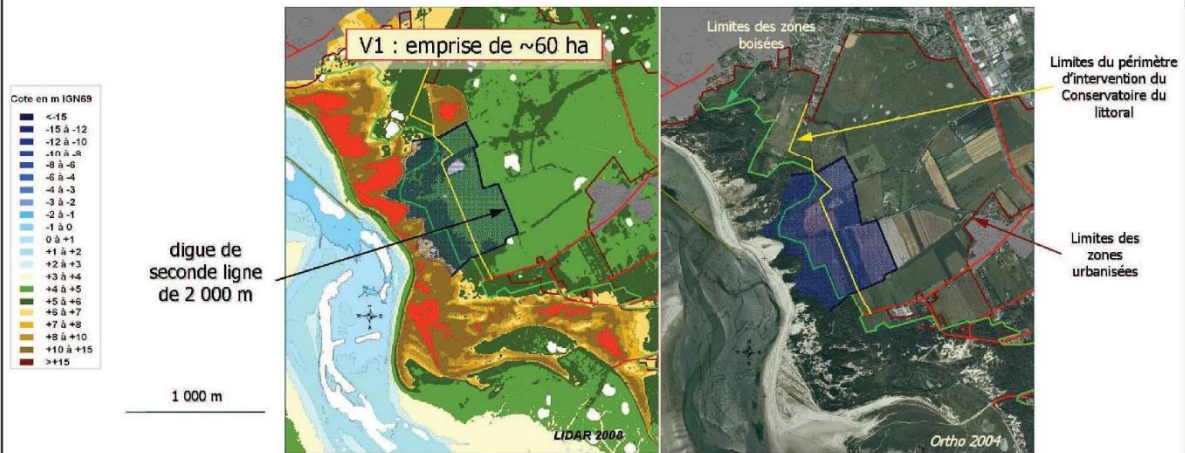 V1 : emprise de ~60 ha
Limites des zones
boisées
Limites du périmètre
d'intervention du
Conservatoire du
littoral
Cote en m IGN69
<-15
-15 à -12
-12 à -10
-10 à -8
-8 à -6
-6 à -4
-4 à -3
-3 à -2
-2 à -1
-1 à 0
0 à +1
+1 à +2
+2 à +3
+3 à +4
+4 à +5
+5 à +6
+6 à +7
+7 à +8
+8 à +10
+10 à +15
>+15
digue de
seconde ligne
de 2 000 m
Limites des
zones
urbanisées
1 000 m
LIDAR 2008
Ortho 2004